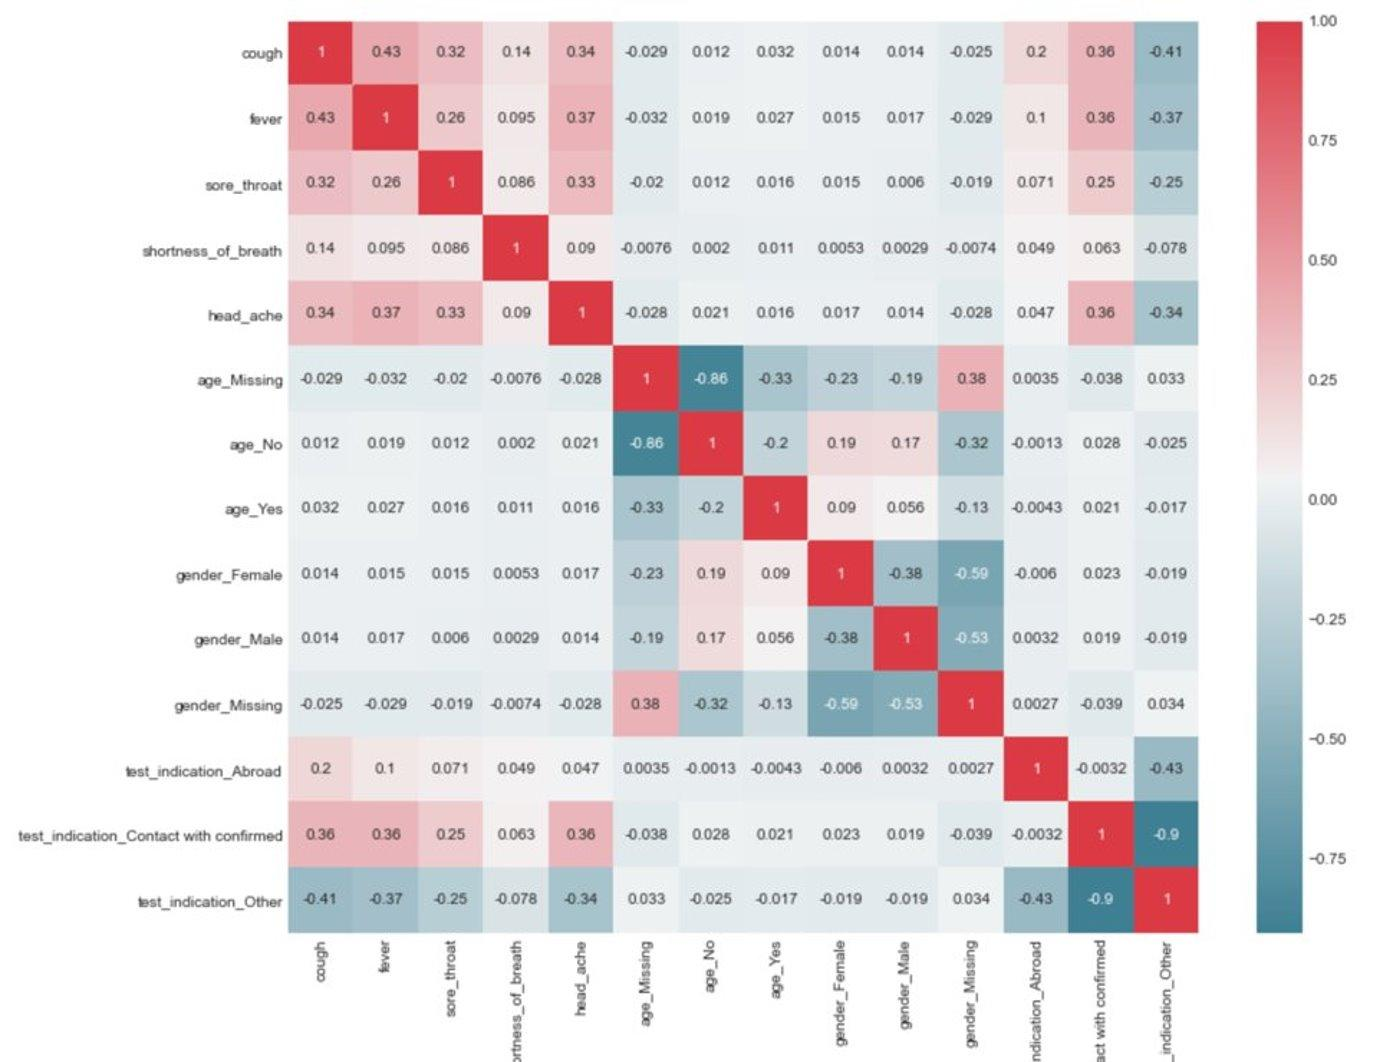 cough 1 0.43 0.32 0.14 0.34 -0.029 0.012 0.032 0.014 0.014 -0.025 0.2 0.36 -0.41 1.00
fever 0.43 1 0.26 0.095 0.37 -0.032 0.019 0.027 0.015 0.017 -0.029 0.1 0.36 -0.37 0.75
sore_throat 0.32 0.26 1 0.086 0.33 -0.02 0.012 0.016 0.015 0.006 -0.019 0.071 0.25 -0.25
shortness_of_breath 0.14 0.095 0.086 1 0.09 -0.0076 0.002 0.011 0.0053 0.0029 -0.0074 0.049 0.063 -0.078 0.50
head_ache 0.34 0.37 0.33 0.09 1 -0.028 0.021 0.016 0.017 0.014 -0.028 0.047 0.36 -0.34
age_Missing -0.029 -0.032 -0.02 -0.0076 -0.028 1 -0.86 -0.33 -0.23 -0.19 0.38 0.0035 -0.038 0.033 0.25
age_No 0.012 0.019 0.012 0.002 0.021 -0.86 1 -0.2 0.19 0.17 -0.32 -0.0013 0.028 -0.025
age_Yes 0.032 0.027 0.016 0.011 0.016 -0.33 -0.2 1 0.09 0.056 -0.13 -0.0043 0.021 -0.017 0.00
gender_Female 0.014 0.015 0.015 0.0053 0.017 -0.23 0.19 0.09 1 -0.38 -0.59 -0.006 0.023 -0.019
gender_Male 0.014 0.017 0.006 0.0029 0.014 -0.19 0.17 0.056 -0.38 1 -0.53 0.0032 0.019 -0.019 −0.25
gender_Missing -0.025 -0.029 -0.019 -0.0074 -0.028 0.38 -0.32 -0.13 -0.59 -0.53 1 0.0027 -0.039 0.034 −0.50
test_indication_Abroad 0.2 0.1 0.071 0.049 0.047 0.0035 -0.0013 -0.0043 -0.006 0.0032 0.0027 1 -0.0032 -0.43
test_indication_Contact with confirmed 0.36 0.36 0.25 0.063 0.36 -0.038 0.028 0.021 0.023 0.019 -0.039 -0.0032 1 -0.9 −0.75
test_indication_Other -0.41 -0.37 -0.25 -0.078 -0.34 0.033 -0.025 -0.017 -0.019 -0.019 0.034 -0.43 -0.9 1
cough
fever
sore_throat
ortness_of_breath
head_ache
age_Missing
age_No
age_Yes
gender_Female
gender_Male
gender_Missing
ndication_Abroad
act with confirmed
_indication_Other